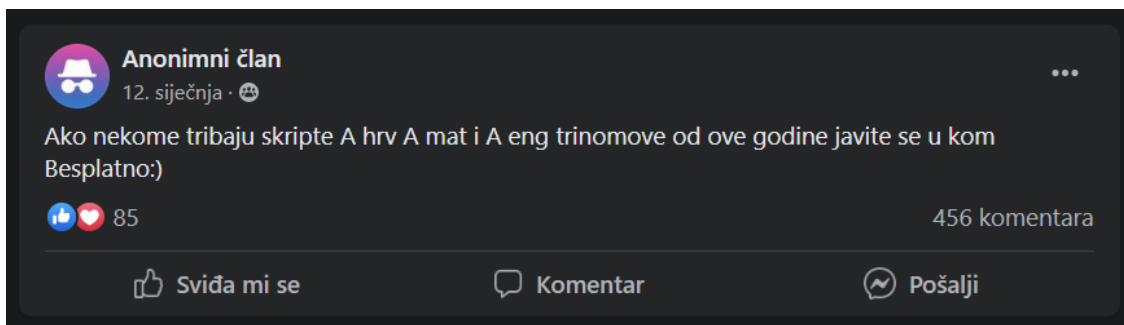 Anonimni član
12. siječnja ·
Ako nekome tribaju skripte A hrv A mat i A eng trinomove od ove godine javite se u kom
Besplatno:)
85
456 komentara
Sviđa mi se
Komentar
Pošalji